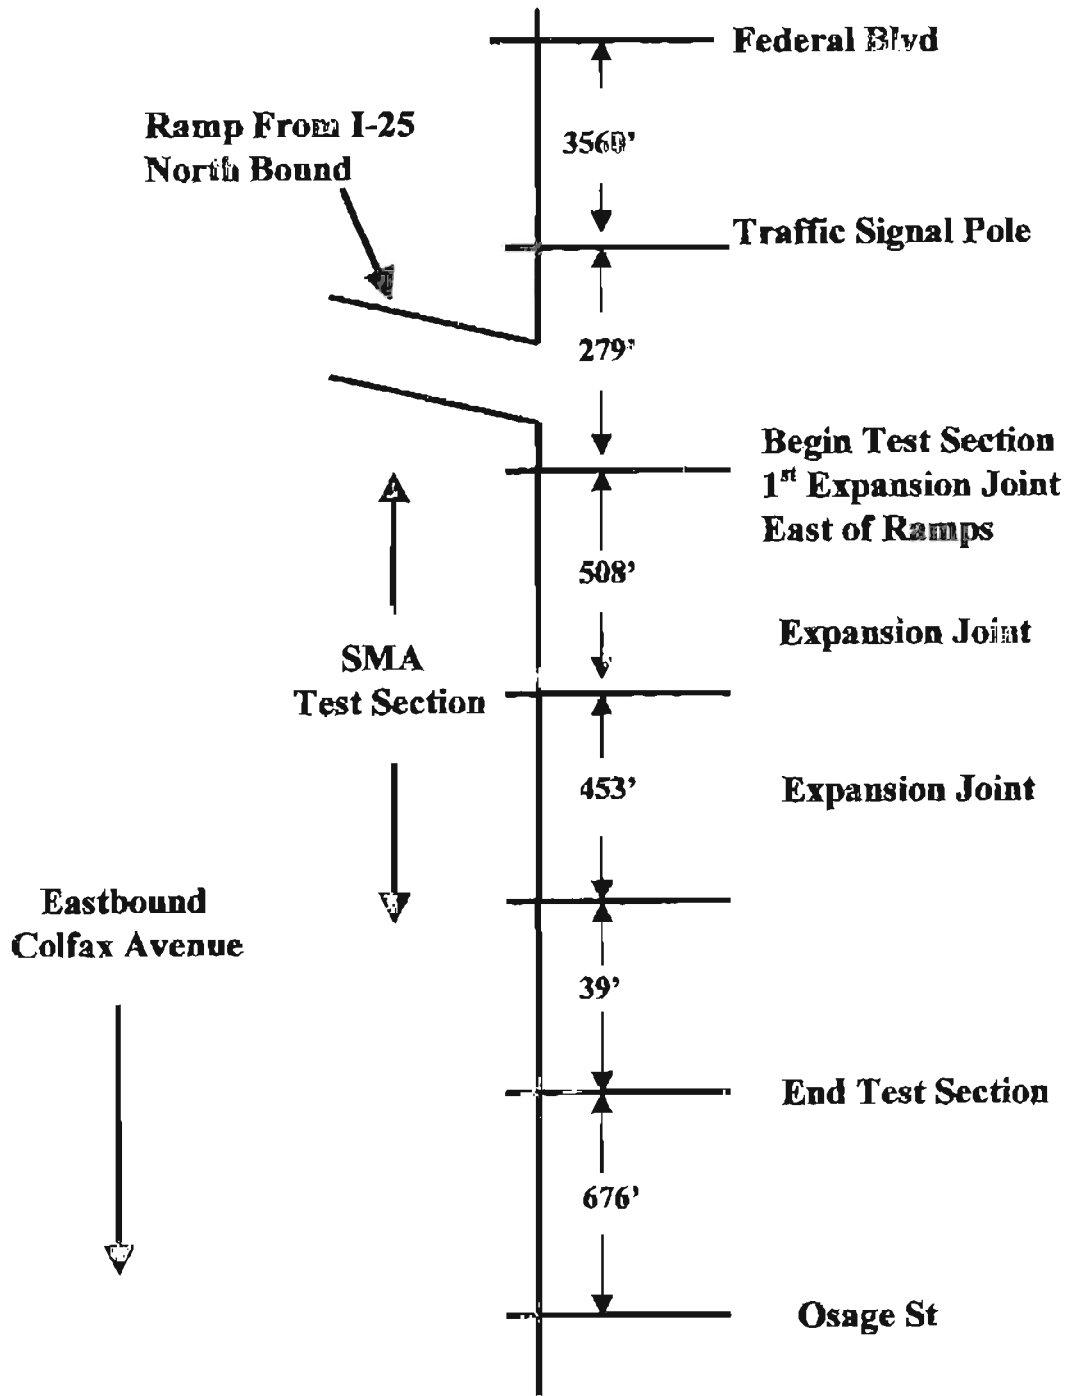 Federal Blvd
Ramp From I-25
North Bound
3560'
Traffic Signal Pole
279'
Begin Test Section
1st Expansion Joint
East of Ramps
508'
Expansion Joint
SMA
Test Section
453'
Expansion Joint
Eastbound
Colfax Avenue
39'
End Test Section
676'
Osage St